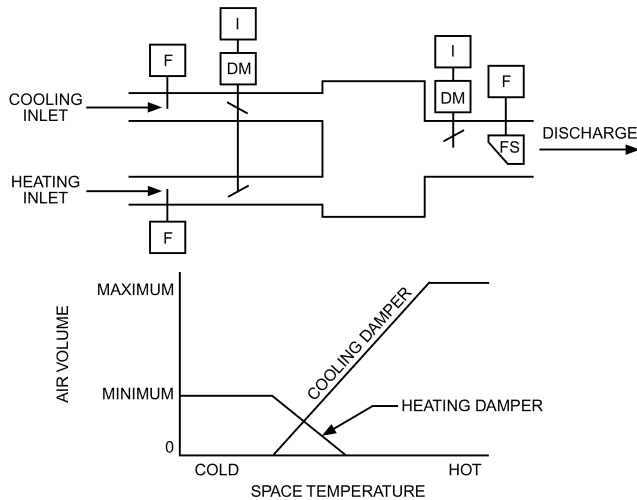 I
I
F
DM
DM
F
COOLING
INLET
FS
DISCHARGE
HEATING
INLET
F
MAXIMUM
AIR VOLUME
COOLING DAMPER
MINIMUM
HEATING DAMPER
0
COLD
HOT
SPACE TEMPERATURE